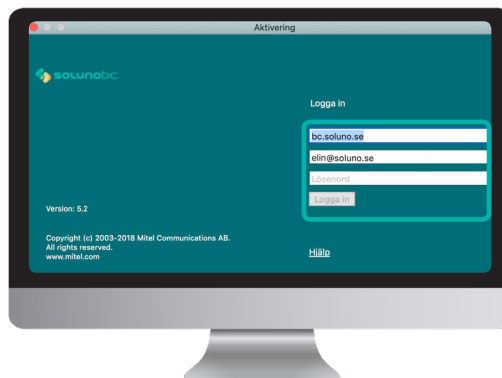 Aktivering
solunobc
Logga in
bc.soluno.se
elin@soluno.se
Lösenord
Logga in
Version: 5.2
Copyright (c) 2003-2018 Mitel Communications AB.
All rights reserved.
www.mitel.com
Hjälp